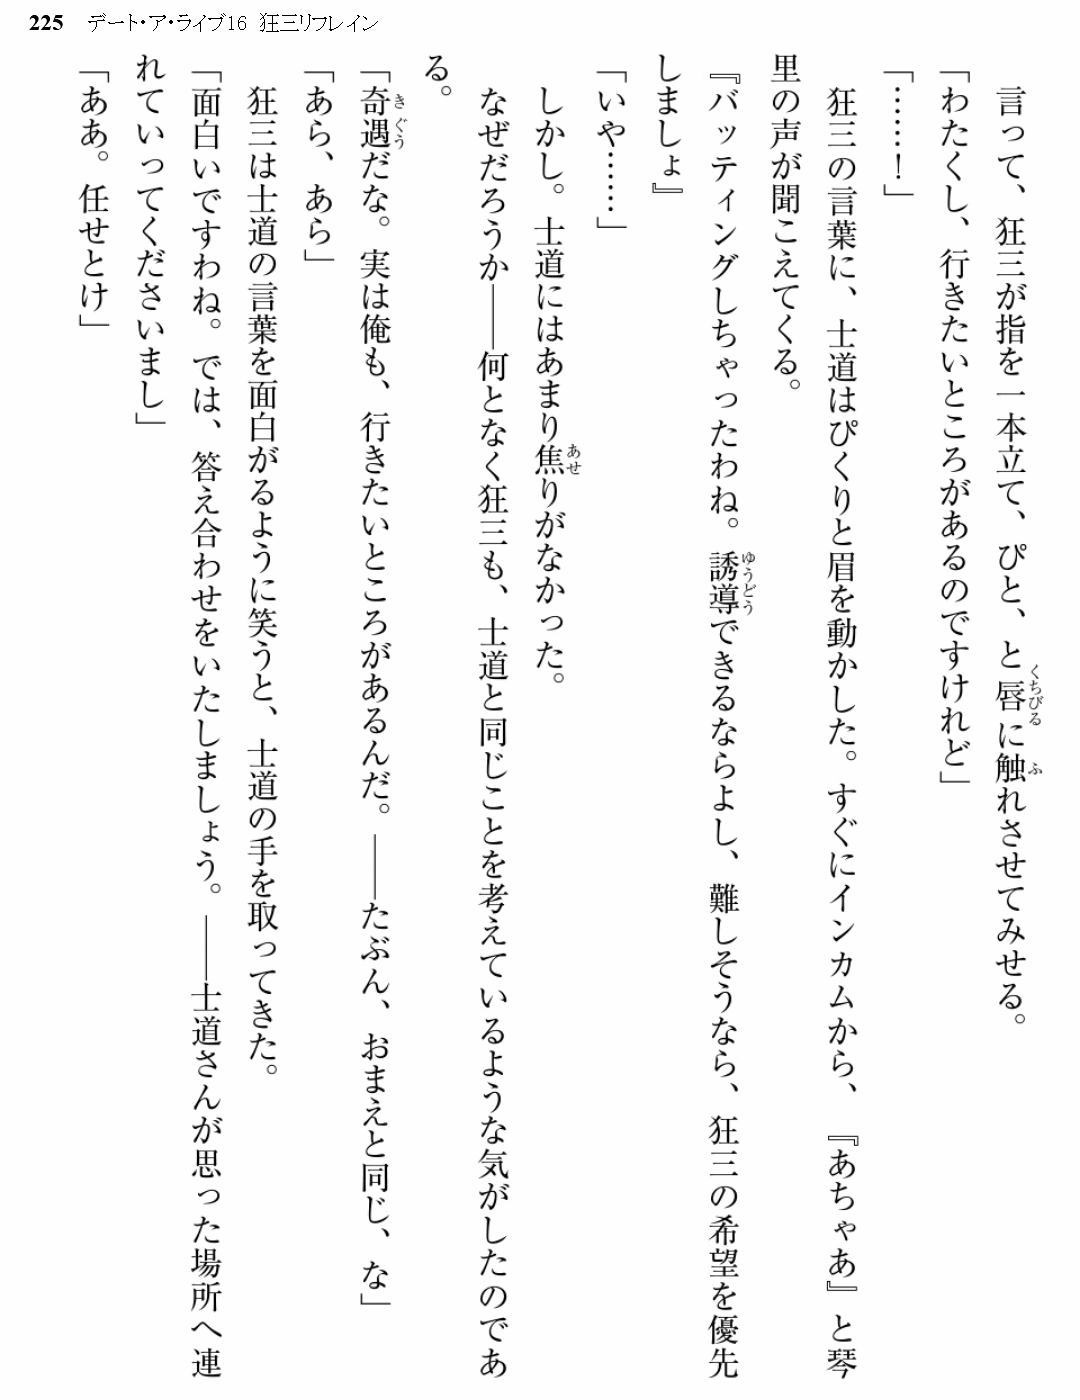 225 デート・ア・ライブ16 狂三リフレイン
言って、狂三が指を一本立て、ぴと、と唇に触れさせてみせる。
「わたくし、行きたいところがあるのですけれど」
「……！」
狂三の言葉に、士道はぴくりと眉を動かした。すぐにインカムから、『あちゃあ』と琴
里の声が聞こえてくる。
『バッティングしちゃったわね。誘導できるならよし、難しそうなら、狂三の希望を優先
しましょ』
「いや……」
しかし。士道にはあまり焦りがなかった。
なぜだろうか――何となく狂三も、士道と同じことを考えているような気がしたのであ
る。
「奇遇だな。実は俺も、行きたいところがあるんだ。――たぶん、おまえと同じ、な」
「あら、あら」
狂三は士道の言葉を面白がるように笑うと、士道の手を取ってきた。
「面白いですわね。では、答え合わせをいたしましょう。――士道さんが思った場所へ連
れていってくださいまし」
「ああ。任せとけ」